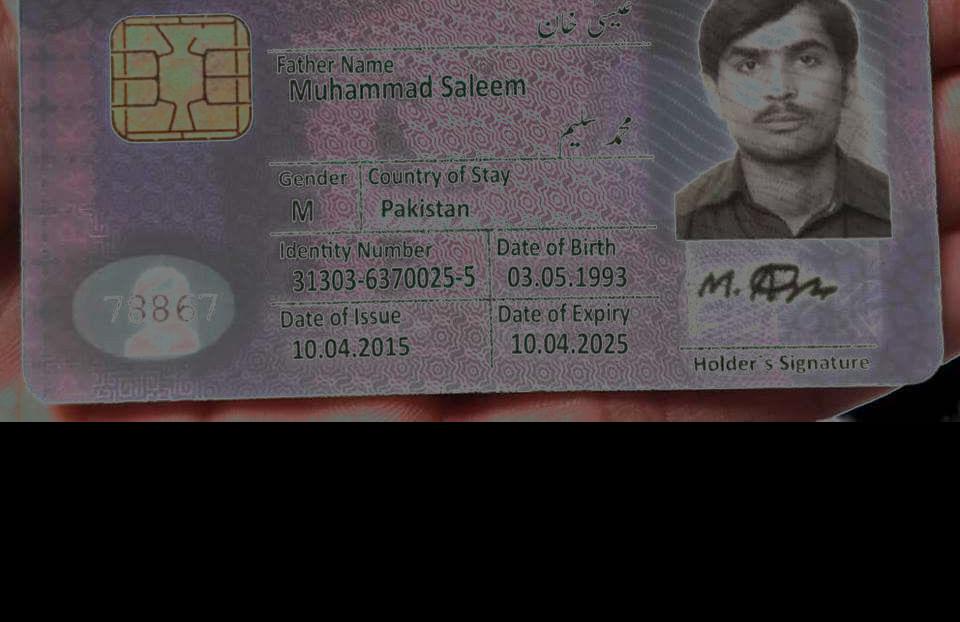 عیسیٰ خان
Father Name
Muhammad Saleem
محمد سلیم
Gender Country of Stay
M Pakistan
Identity Number Date of Birth
31303-6370025-5 03.05.1993
Date of Issue Date of Expiry
10.04.2015 10.04.2025
78867
Holder's Signature